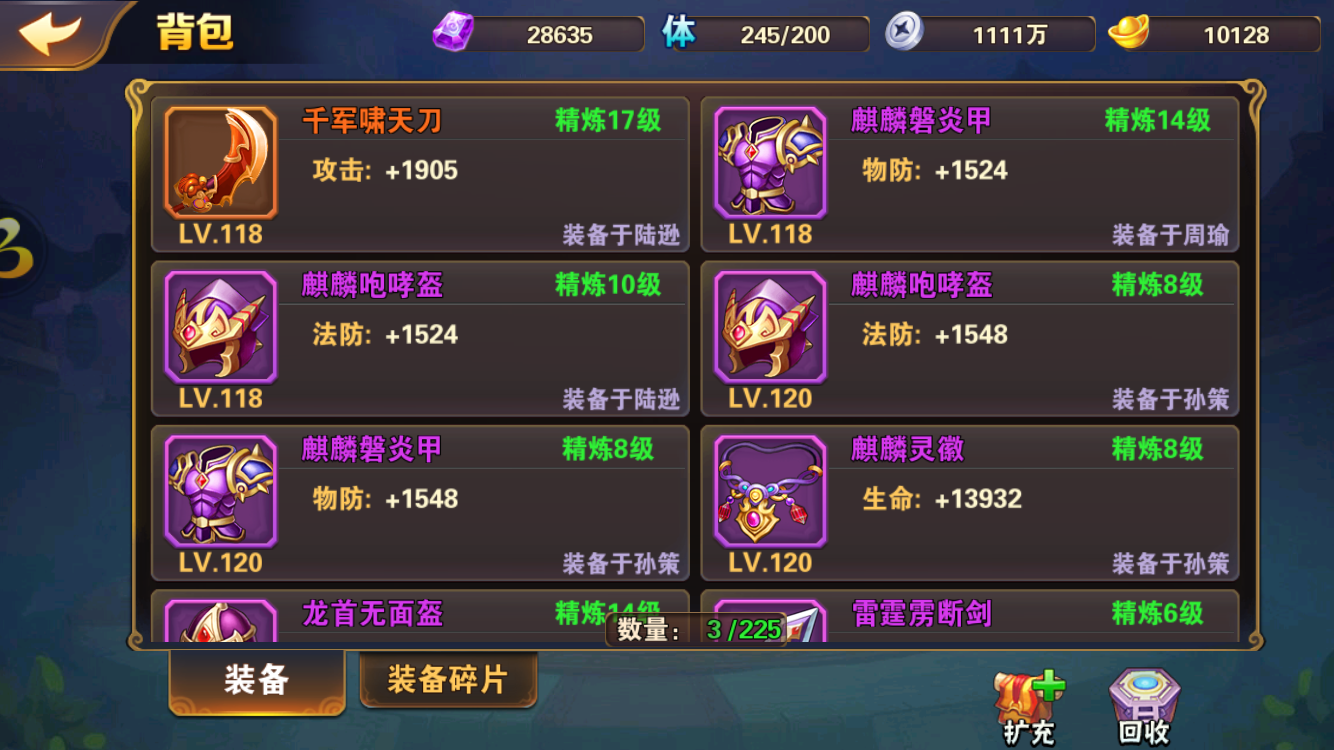 背包
28635
体
245/200
1111万
10128
千军啸天刀
精炼17级
攻击: +1905
LV.118
装备于陆逊
麒麟磐炎甲
精炼14级
物防: +1524
LV.118
装备于周瑜
麒麟咆哮盔
精炼10级
法防: +1524
LV.118
装备于陆逊
麒麟咆哮盔
精炼8级
法防: +1548
LV.120
装备于孙策
麒麟磐炎甲
精炼8级
物防: +1548
LV.120
装备于孙策
麒麟灵徽
精炼8级
生命: +13932
LV.120
装备于孙策
龙首无面盔
精炼14级
雷霆雳断剑
精炼6级
数量: 3/225
装备
装备碎片
扩充
回收